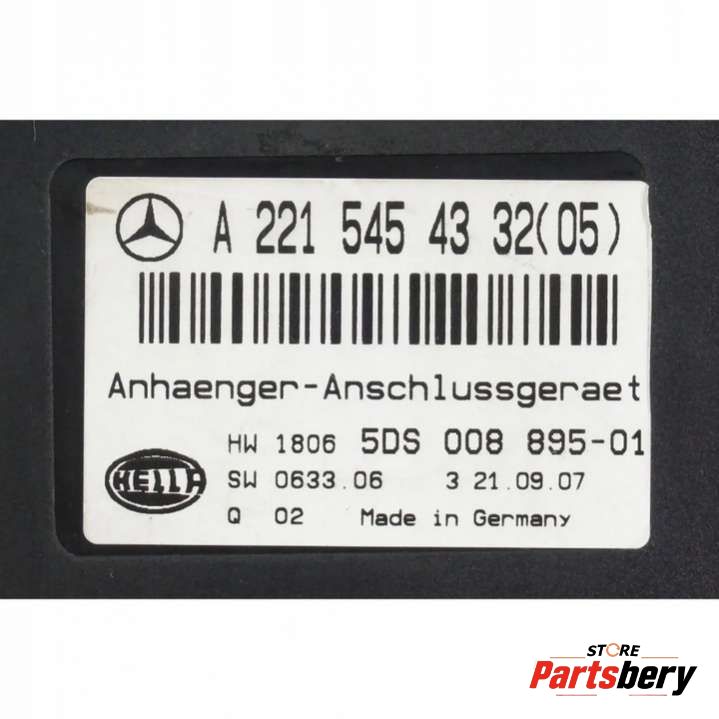 A 221 545 43 32(05)
Anhaenger-Anschlussgeraet
HW 1806 5DS 008 895-01
HELLA SW 0633.06 3 21.09.07
Q 02 Made in Germany
STORE
Partsbery